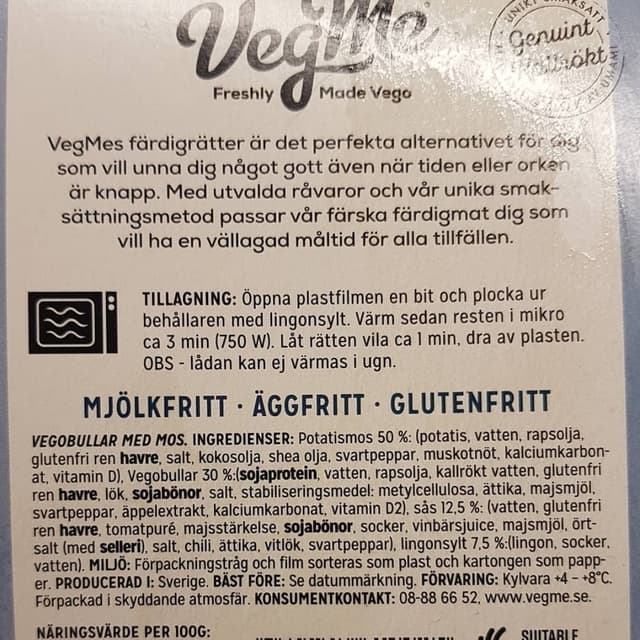 VegMe
Freshly Made Vego
UNIKT SMAKSATT
Genuint
VegMes färdigrätter är det perfekta alternativet för dig
som vill unna dig något gott även när tiden eller orken
är knapp. Med utvalda råvaror och vår unika smak-
sättningsmetod passar vår färska färdigmat dig som
vill ha en vällagad måltid för alla tillfällen.
TILLAGNING: Öppna plastfilmen en bit och plocka ur
behållaren med lingonsylt. Värm sedan resten i mikro
ca 3 min (750 W). Låt rätten vila ca 1 min, dra av plasten.
OBS - lådan kan ej värmas i ugn.
MJÖLKFRITT · ÄGGFRITT · GLUTENFRITT
VEGOBULLAR MED MOS. INGREDIENSER: Potatismos 50 %: (potatis, vatten, rapsolja,
glutenfri ren havre, salt, kokosolja, shea olja, svartpeppar, muskotnöt, kalciumkarbon-
at, vitamin D), Vegobullar 30 %:(sojaprotein, vatten, rapsolja, kallrökt vatten, glutenfri
ren havre, lök, sojabönor, salt, stabiliseringsmedel: metylcellulosa, ättika, majsmjöl,
svartpeppar, äppelextrakt, kalciumkarbonat, vitamin D2), sås 12,5 %: (vatten, glutenfri
ren havre, tomatpuré, majsstärkelse, sojabönor, socker, vinbärsjuice, majsmjöl, ört-
salt (med selleri), salt, chili, ättika, vitlök, svartpeppar), lingonsylt 7,5 %:(lingon, socker,
vatten). MILJÖ: Förpackningstråg och film sorteras som plast och kartongen som papp-
er. PRODUCERAD I: Sverige. BÄST FÖRE: Se datummärkning. FÖRVARING: Kylvara +4 – +8°C.
Förpackad i skyddande atmosfär. KONSUMENTKONTAKT: 08-88 66 52, www.vegme.se.
NÄRINGSVÄRDE PER 100G:
SUITABLE